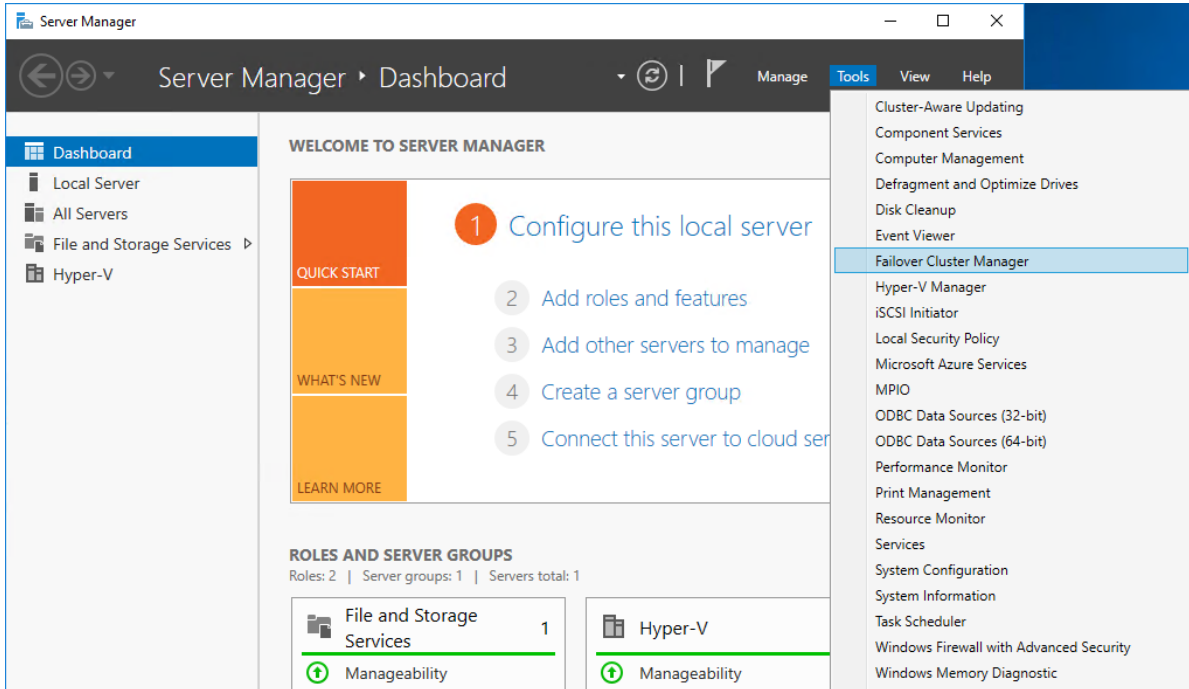 Server Manager
Server Manager ‣ Dashboard
Manage Tools View Help
Dashboard
Local Server
All Servers
File and Storage Services
Hyper-V
WELCOME TO SERVER MANAGER
QUICK START
WHAT'S NEW
LEARN MORE
1 Configure this local server
2 Add roles and features
3 Add other servers to manage
4 Create a server group
5 Connect this server to cloud ser
ROLES AND SERVER GROUPS
Roles: 2 | Server groups: 1 | Servers total: 1
File and Storage
Services 1
Manageability
Hyper-V
Manageability
Cluster-Aware Updating
Component Services
Computer Management
Defragment and Optimize Drives
Disk Cleanup
Event Viewer
Failover Cluster Manager
Hyper-V Manager
iSCSI Initiator
Local Security Policy
Microsoft Azure Services
MPIO
ODBC Data Sources (32-bit)
ODBC Data Sources (64-bit)
Performance Monitor
Print Management
Resource Monitor
Services
System Configuration
System Information
Task Scheduler
Windows Firewall with Advanced Security
Windows Memory Diagnostic